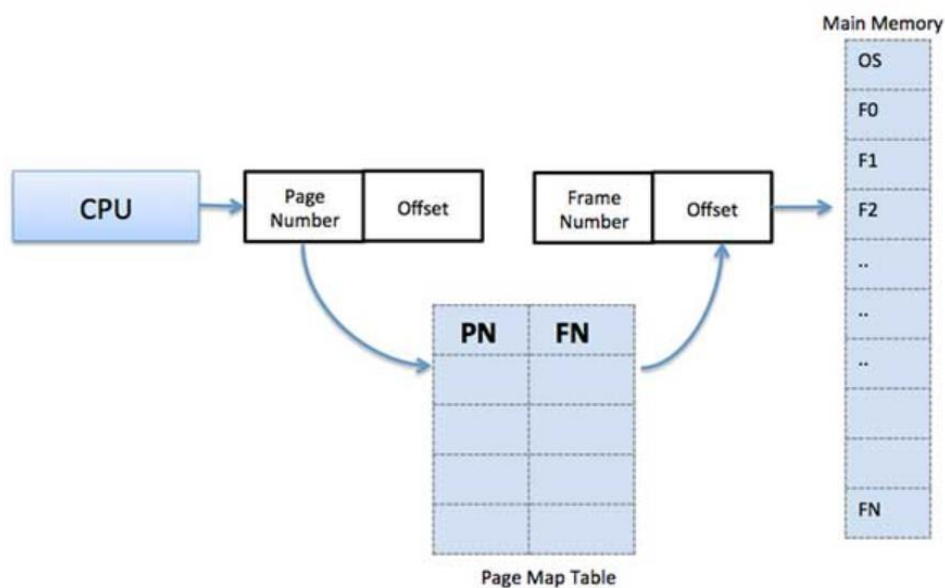 Main Memory
OS
F0
F1
F2
..
..
..
FN
CPU
Page
Number
Offset
Frame
Number
Offset
PN FN
Page Map Table